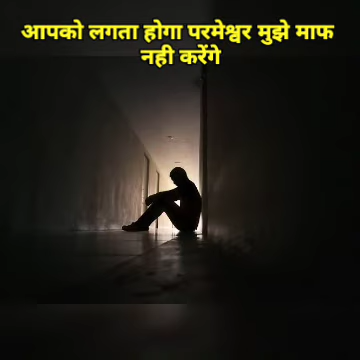 आपको लगता होगा परमेश्वर मुझे माफ
नही करेंगे